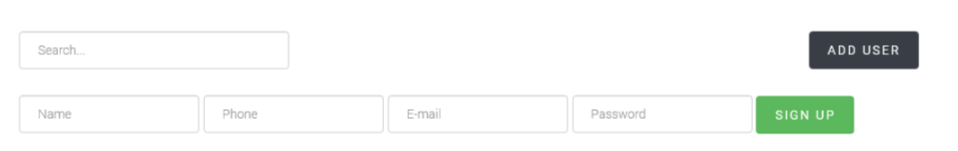 Search... ADD USER
Name Phone E-mail Password SIGN UP